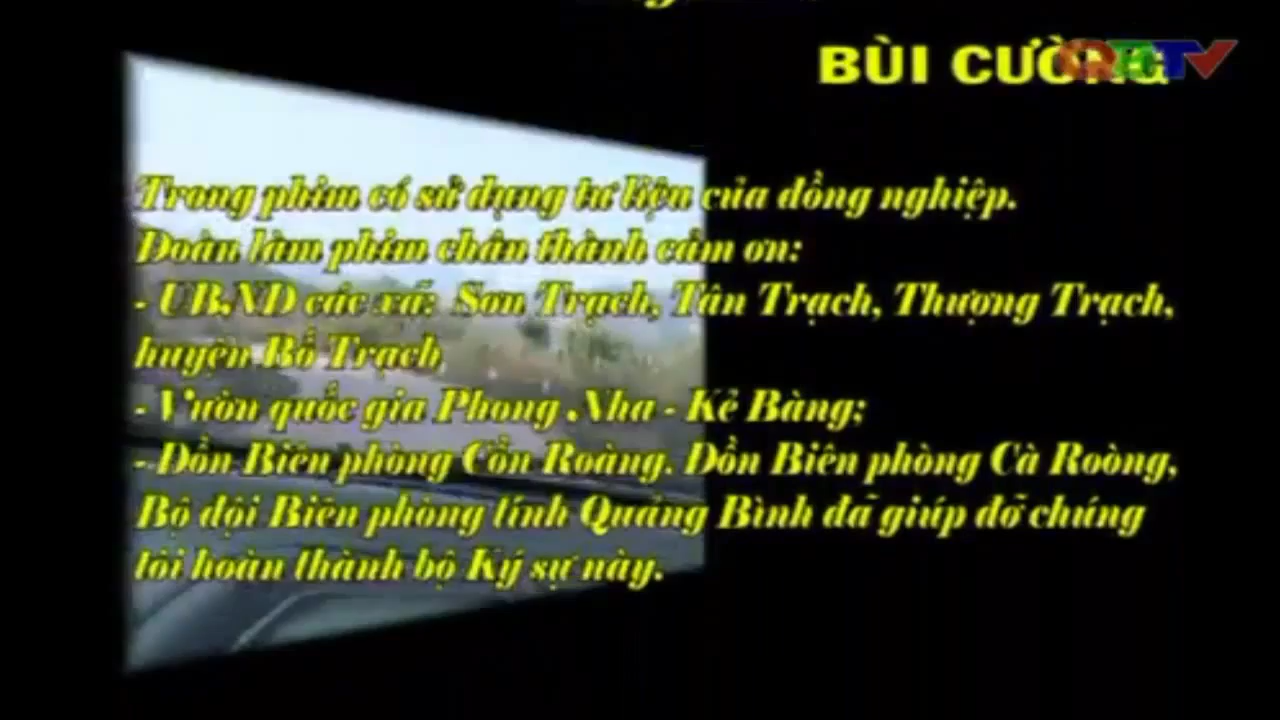 BÙI CƯỜNG
QBTV
Trong phim có sử dụng tư liệu của đồng nghiệp.
Đoàn làm phim chân thành cảm ơn:
- UBND các xã: Sơn Trạch, Tân Trạch, Thượng Trạch,
huyện Bố Trạch
- Vườn quốc gia Phong Nha - Kẻ Bàng;
- Đồn Biên phòng Cồn Roàng. Đồn Biên phòng Cà Roòng,
Bộ đội Biên phòng tỉnh Quảng Bình đã giúp đỡ chúng
tôi hoàn thành bộ Ký sự này.